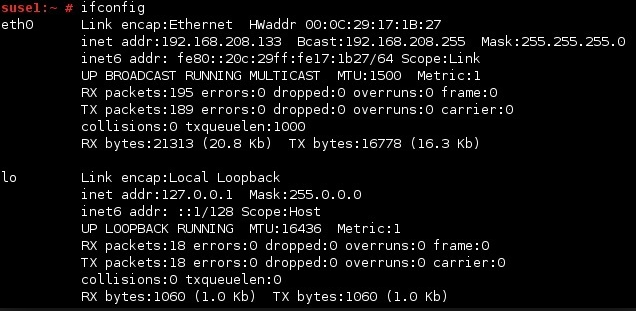 suse1:~ # ifconfig
eth0 Link encap:Ethernet HWaddr 00:0C:29:17:1B:27
inet addr:192.168.208.133 Bcast:192.168.208.255 Mask:255.255.255.0
inet6 addr: fe80::20c:29ff:fe17:1b27/64 Scope:Link
UP BROADCAST RUNNING MULTICAST MTU:1500 Metric:1
RX packets:195 errors:0 dropped:0 overruns:0 frame:0
TX packets:189 errors:0 dropped:0 overruns:0 carrier:0
collisions:0 txqueuelen:1000
RX bytes:21313 (20.8 Kb) TX bytes:16778 (16.3 Kb)
lo Link encap:Local Loopback
inet addr:127.0.0.1 Mask:255.0.0.0
inet6 addr: ::1/128 Scope:Host
UP LOOPBACK RUNNING MTU:16436 Metric:1
RX packets:18 errors:0 dropped:0 overruns:0 frame:0
TX packets:18 errors:0 dropped:0 overruns:0 carrier:0
collisions:0 txqueuelen:0
RX bytes:1060 (1.0 Kb) TX bytes:1060 (1.0 Kb)